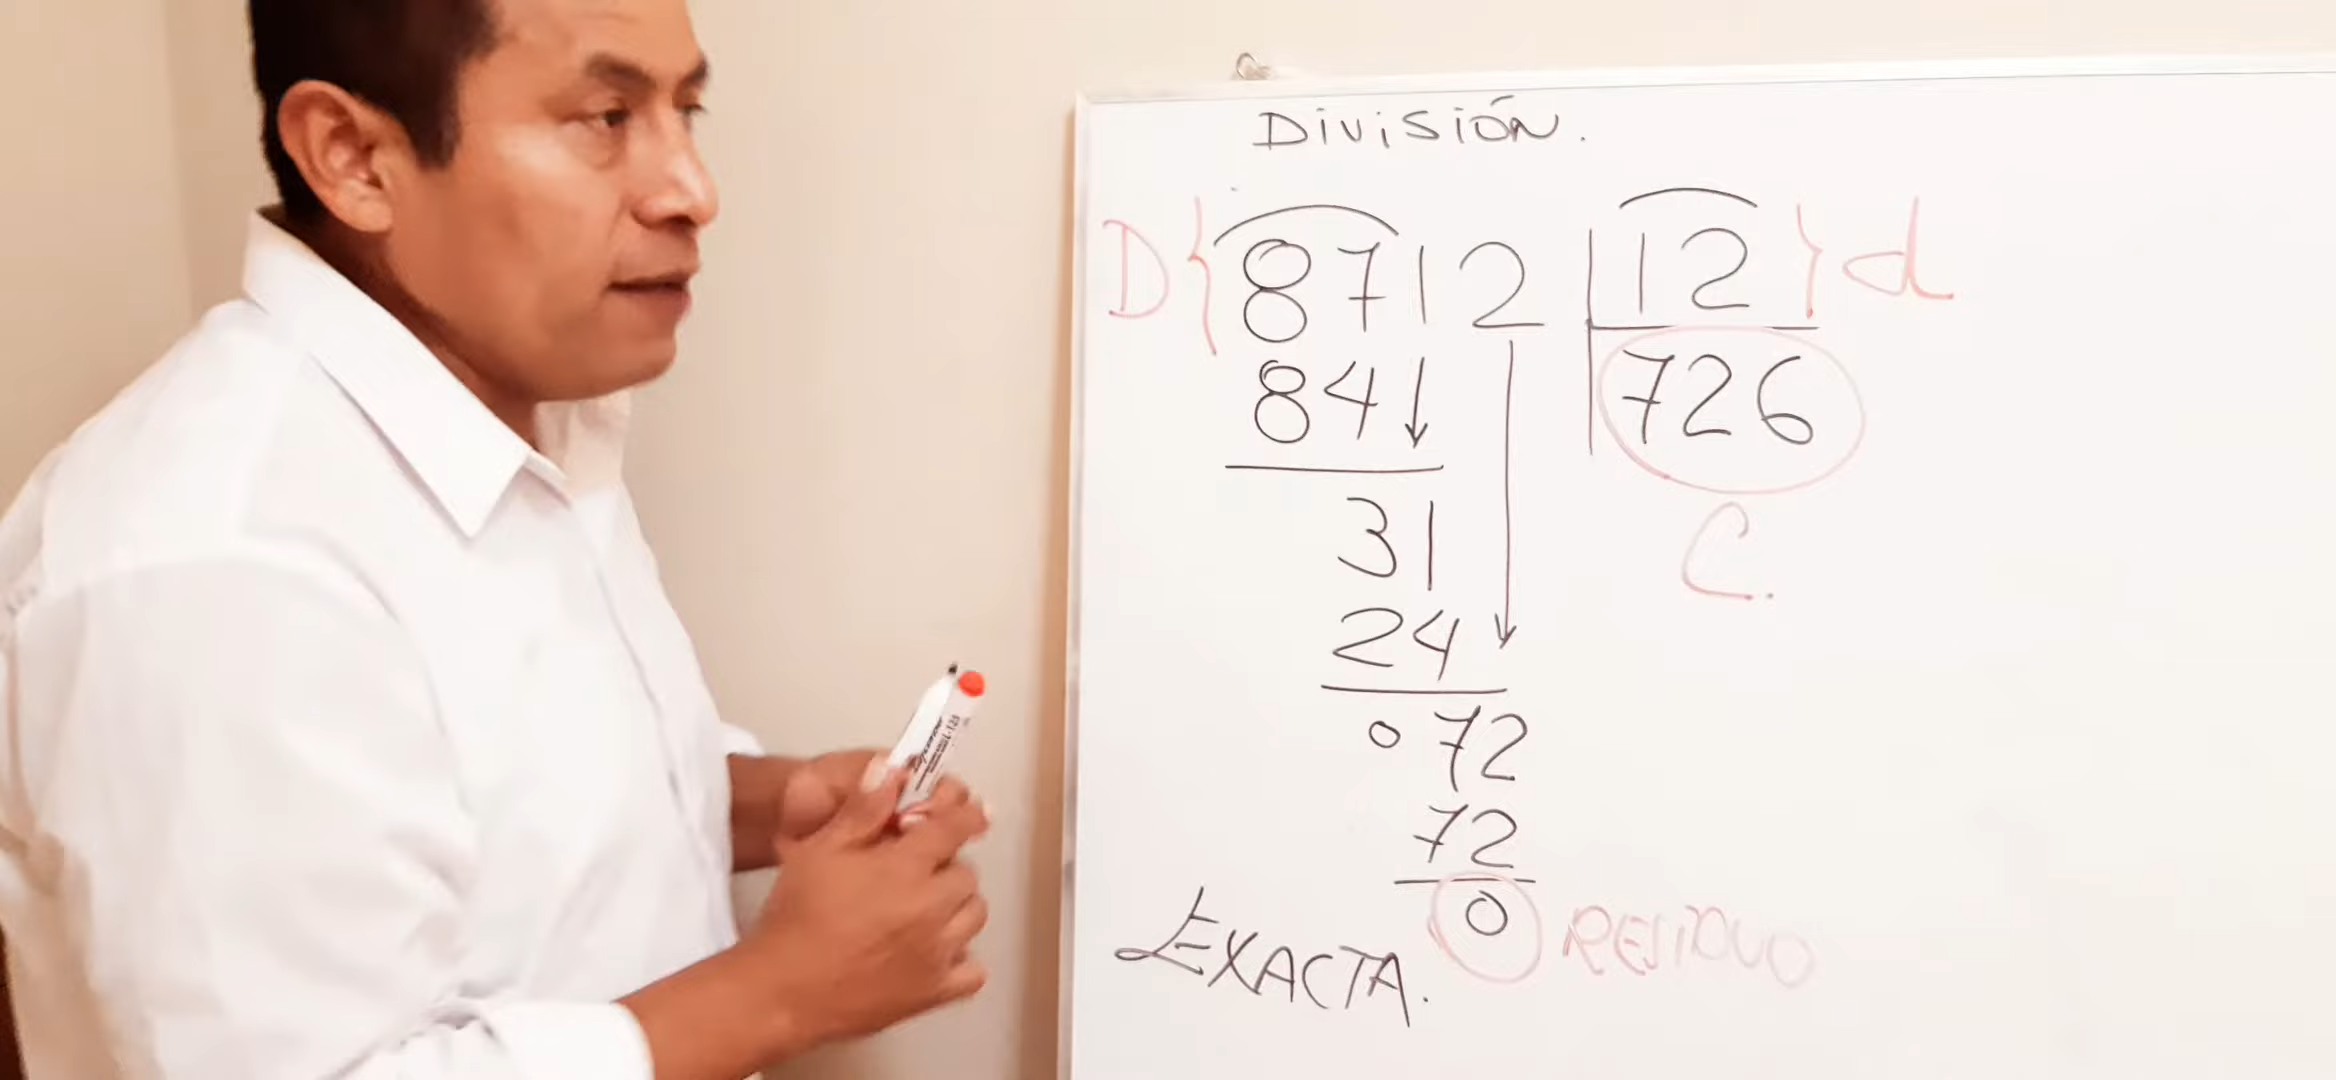 División.
D { 8712 | 12 } d
84 726
31 C.
24
072
72
0 RESIDUO
EXACTA.